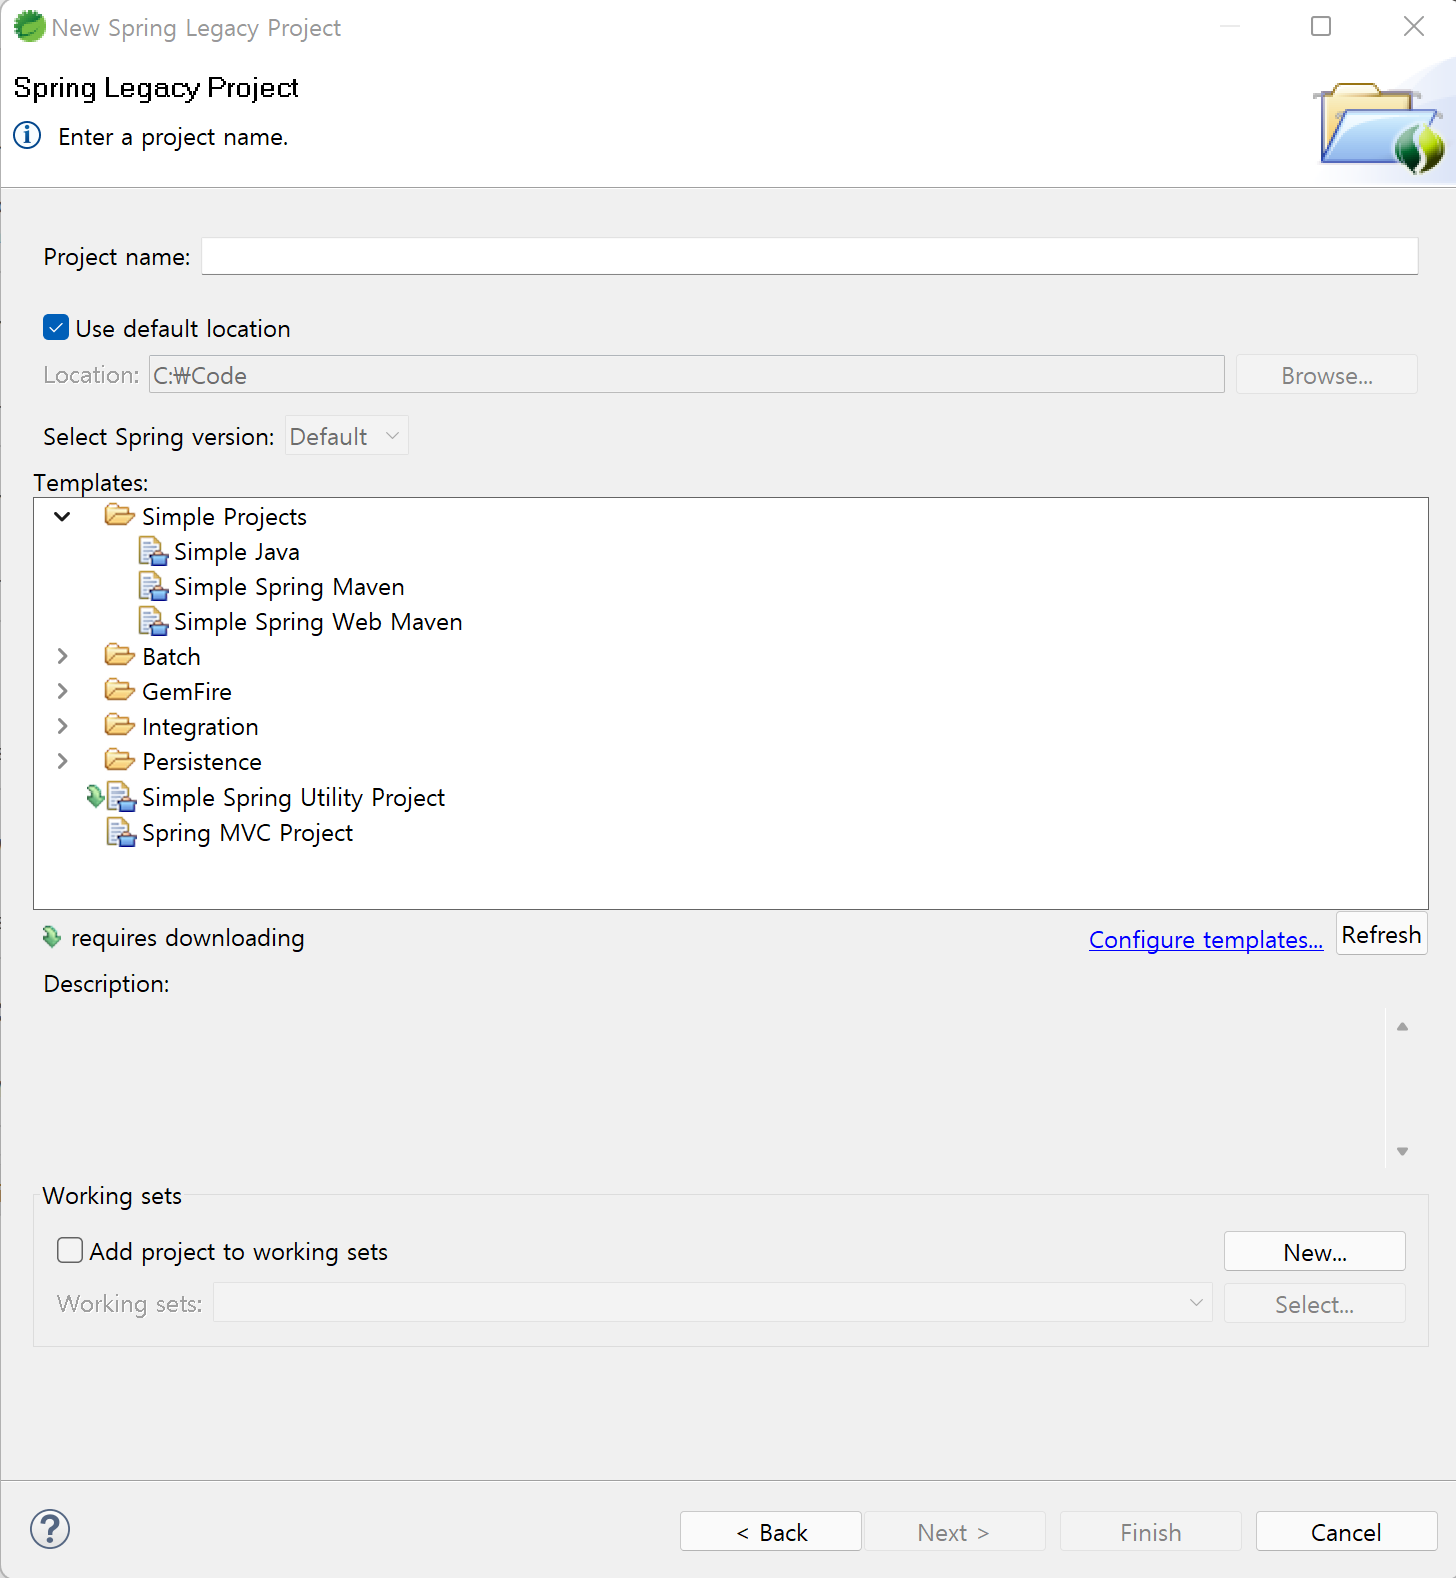 New Spring Legacy Project
Spring Legacy Project
Enter a project name.
Project name:
Use default location
Location: C:₩Code Browse...
Select Spring version: Default
Templates:
Simple Projects
Simple Java
Simple Spring Maven
Simple Spring Web Maven
Batch
GemFire
Integration
Persistence
Simple Spring Utility Project
Spring MVC Project
requires downloading Configure templates... Refresh
Description:
Working sets
Add project to working sets New...
Working sets: Select...
< Back Next > Finish Cancel